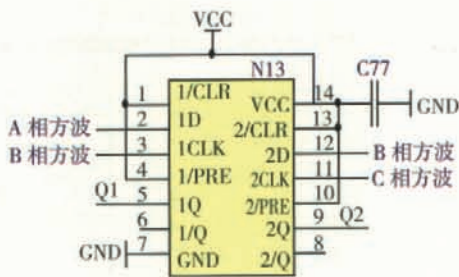 VCC
N13
C77
1 1/CLR VCC 14 GND
A 相方波 2 1D 2/CLR 13
B 相方波 3 1CLK 2D 12 B 相方波
4 1/PRE 2CLK 11 C 相方波
Q1 5 1Q 2/PRE 10
6 1/Q 2Q 9 Q2
GND 7 GND 2/Q 8